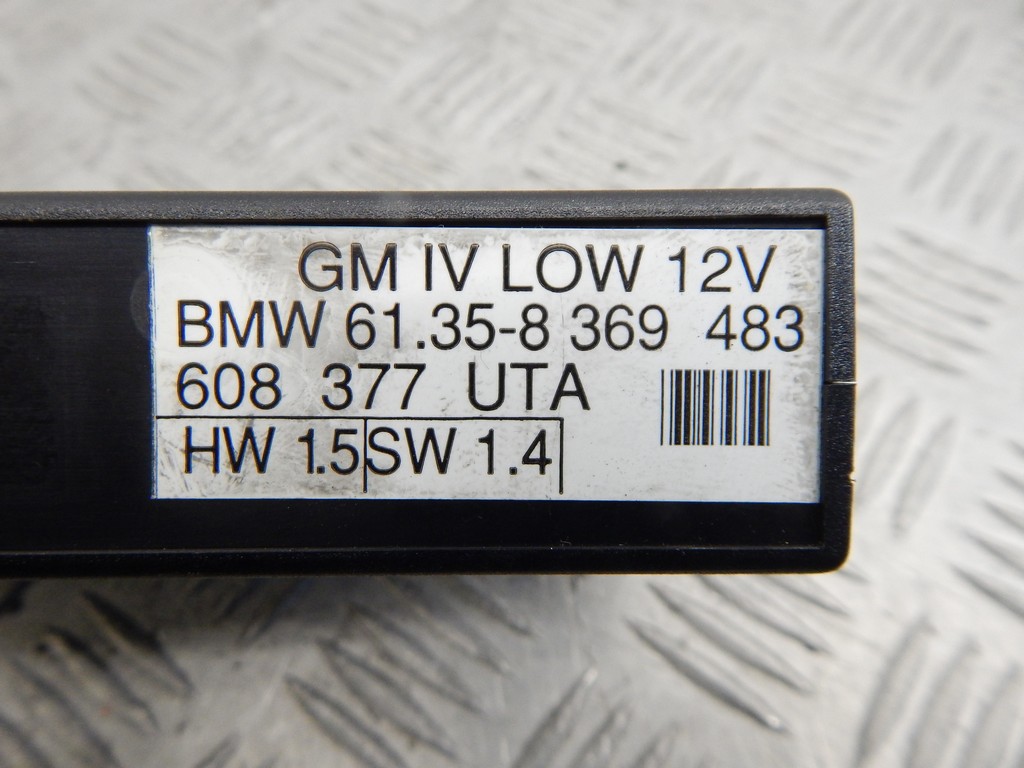 GM IV LOW 12V
BMW 61.35-8 369 483
608 377 UTA
HW 1.5 SW 1.4